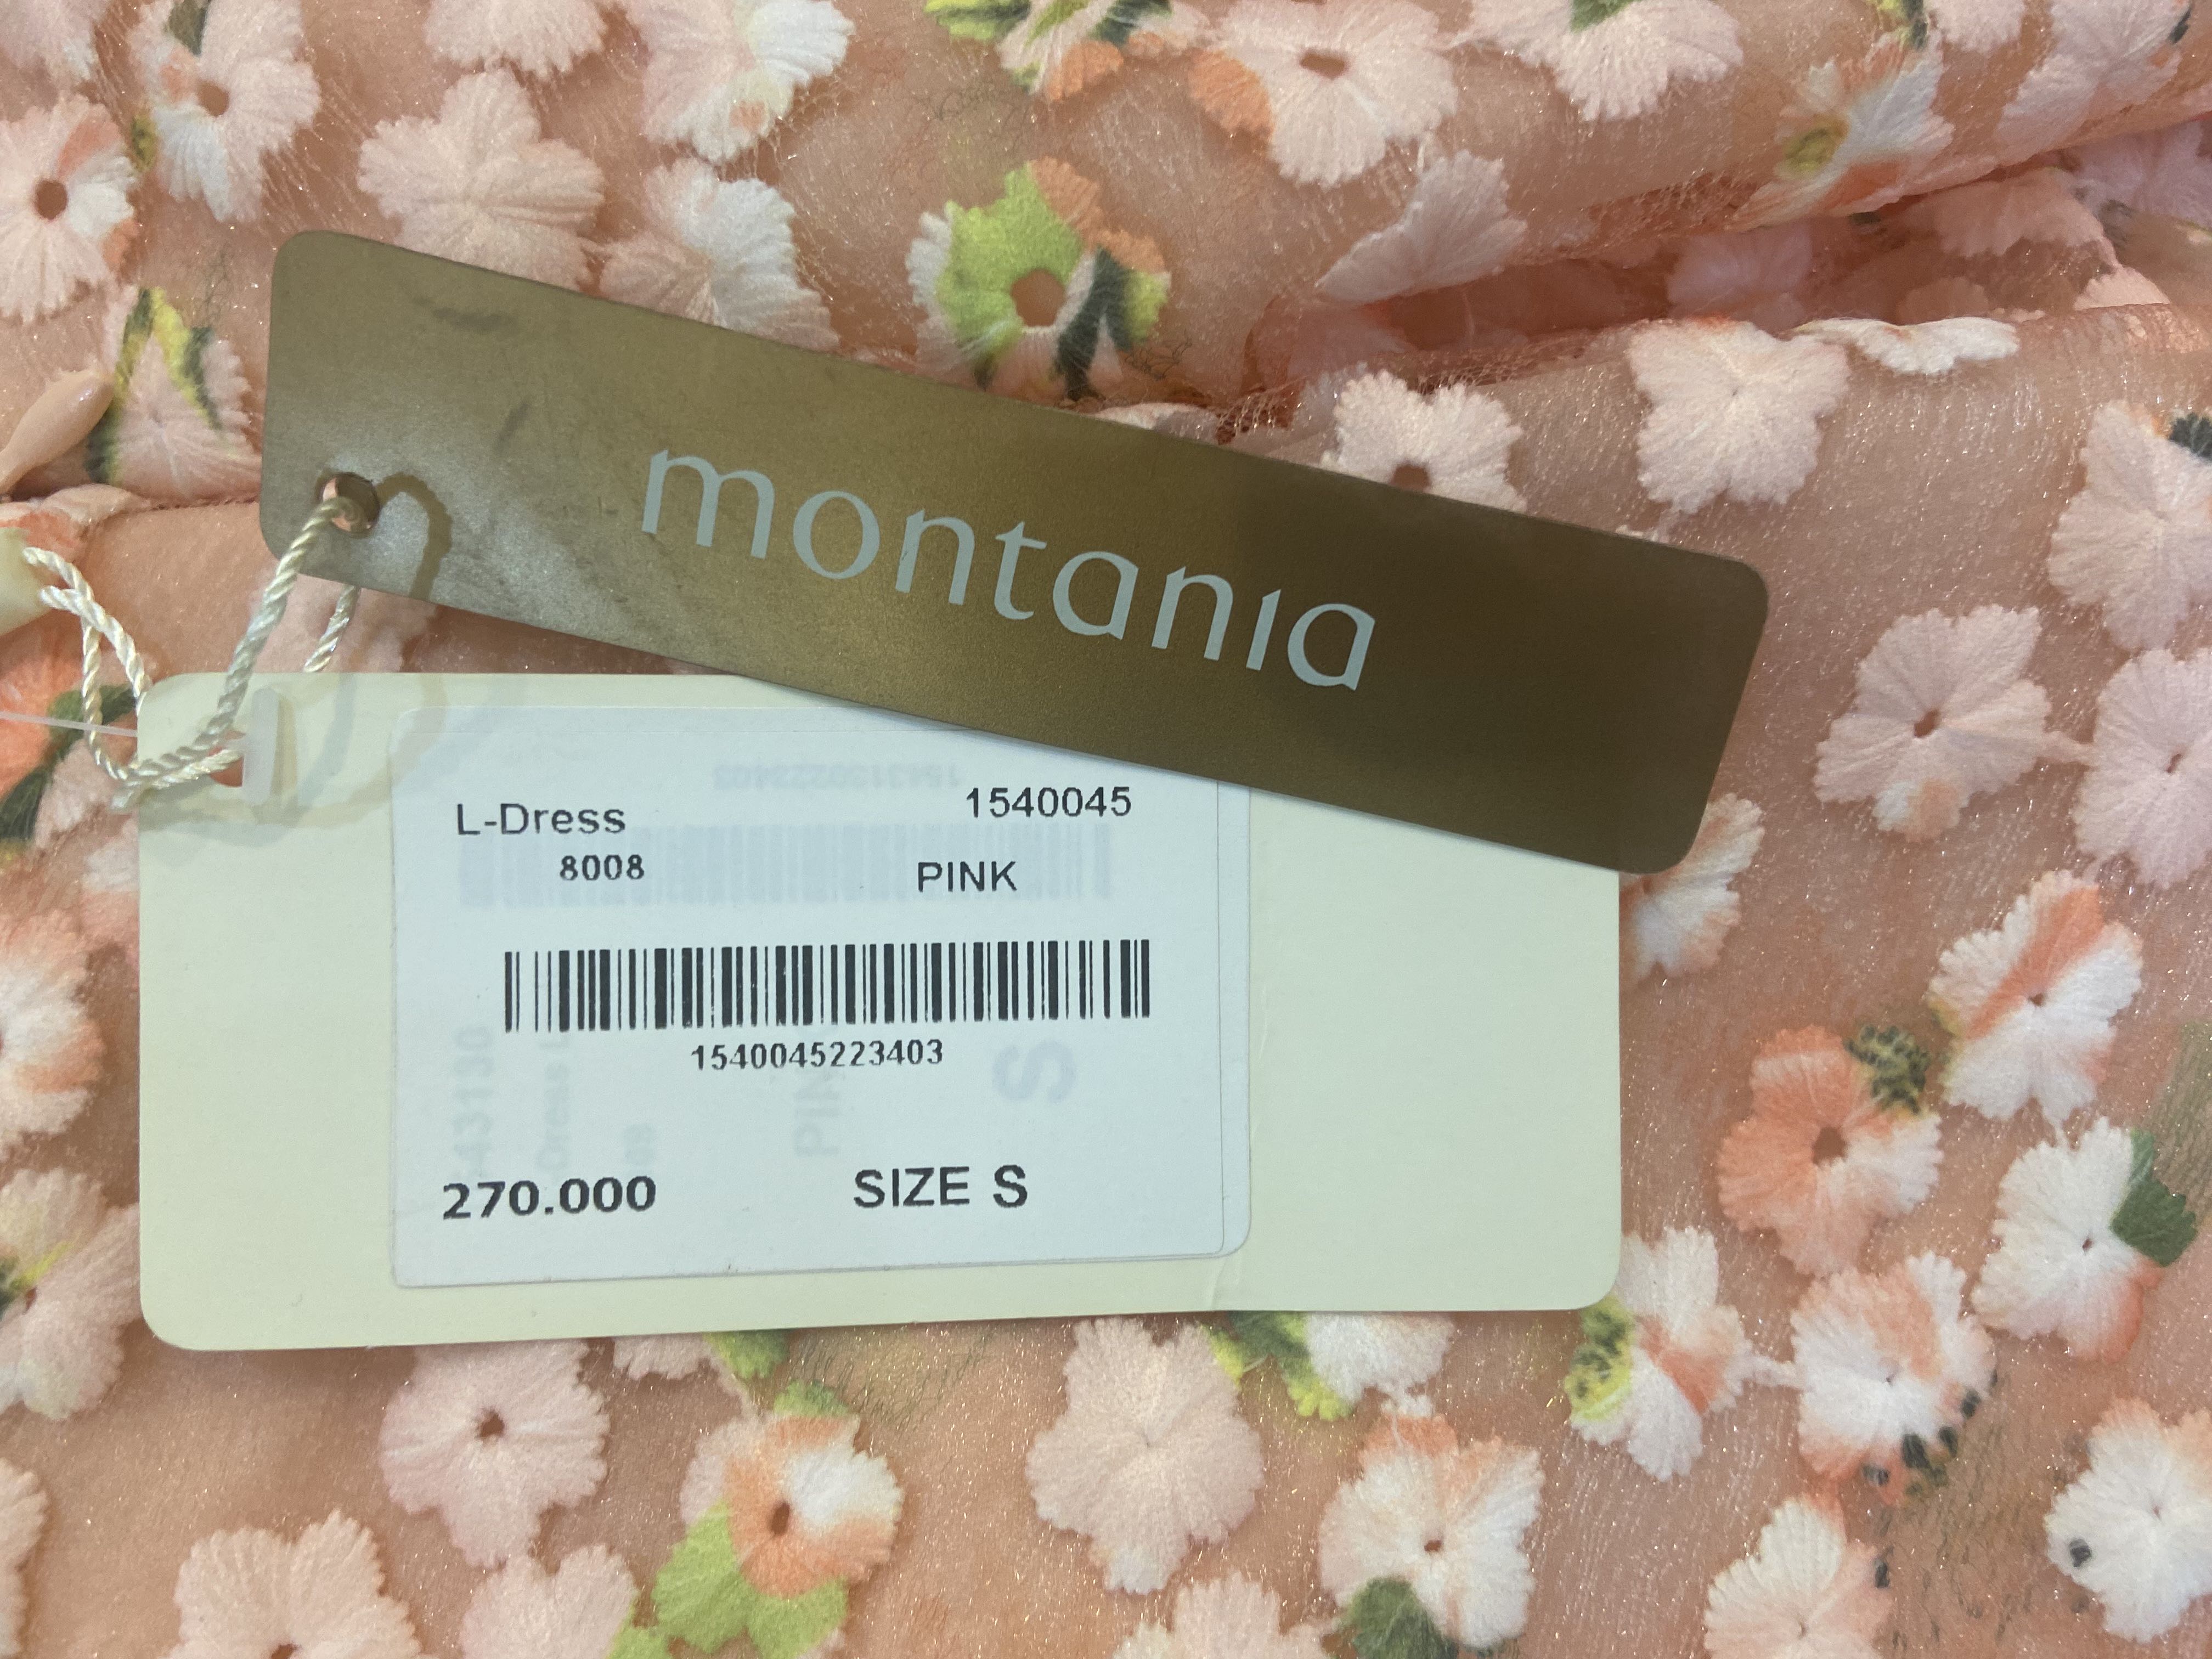 montania
L-Dress 1540045
8008 PINK
1540045223403
270.000 SIZE S